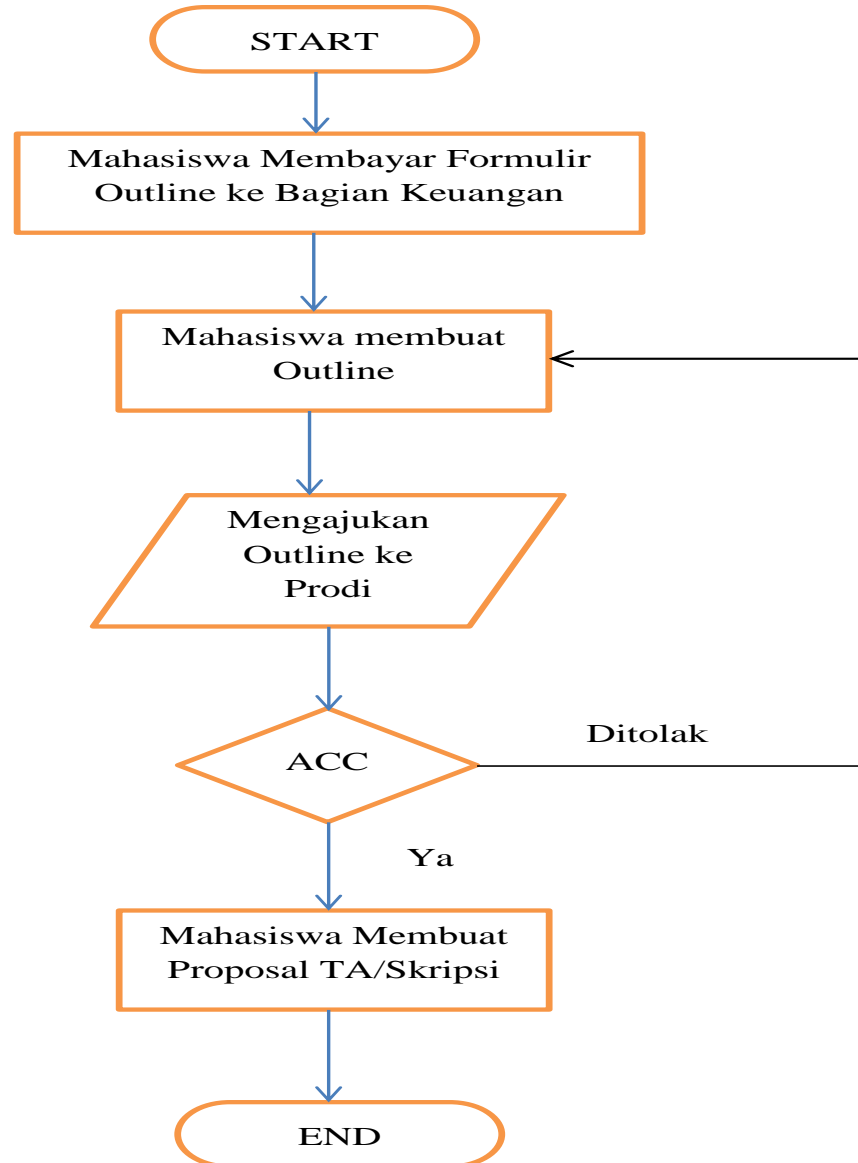 START
Mahasiswa Membayar Formulir
Outline ke Bagian Keuangan
Mahasiswa membuat
Outline
Mengajukan
Outline ke
Prodi
ACC
Ditolak
Ya
Mahasiswa Membuat
Proposal TA/Skripsi
END